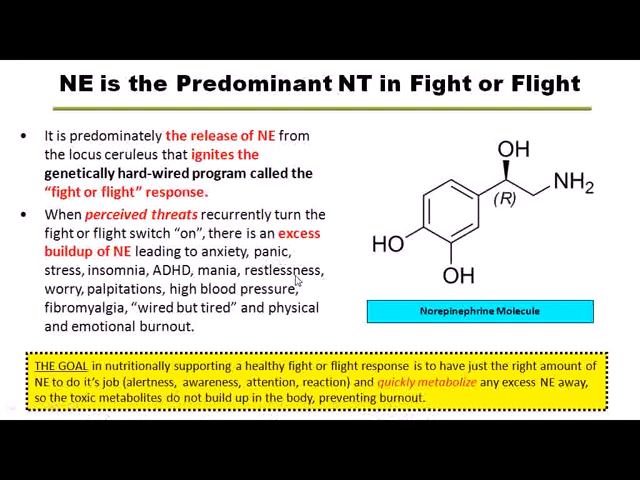 NE is the Predominant NT in Fight or Flight
• It is predominately the release of NE from
the locus ceruleus that ignites the
genetically hard-wired program called the
“fight or flight” response.
• When perceived threats recurrently turn the
fight or flight switch “on”, there is an excess
buildup of NE leading to anxiety, panic,
stress, insomnia, ADHD, mania, restlessness,
worry, palpitations, high blood pressure,
fibromyalgia, “wired but tired” and physical
and emotional burnout.
OH
NH2
(R)
HO
OH
Norepinephrine Molecule
THE GOAL in nutritionally supporting a healthy fight or flight response is to have just the right amount of
NE to do it’s job (alertness, awareness, attention, reaction) and quickly metabolize any excess NE away,
so the toxic metabolites do not build up in the body, preventing burnout.